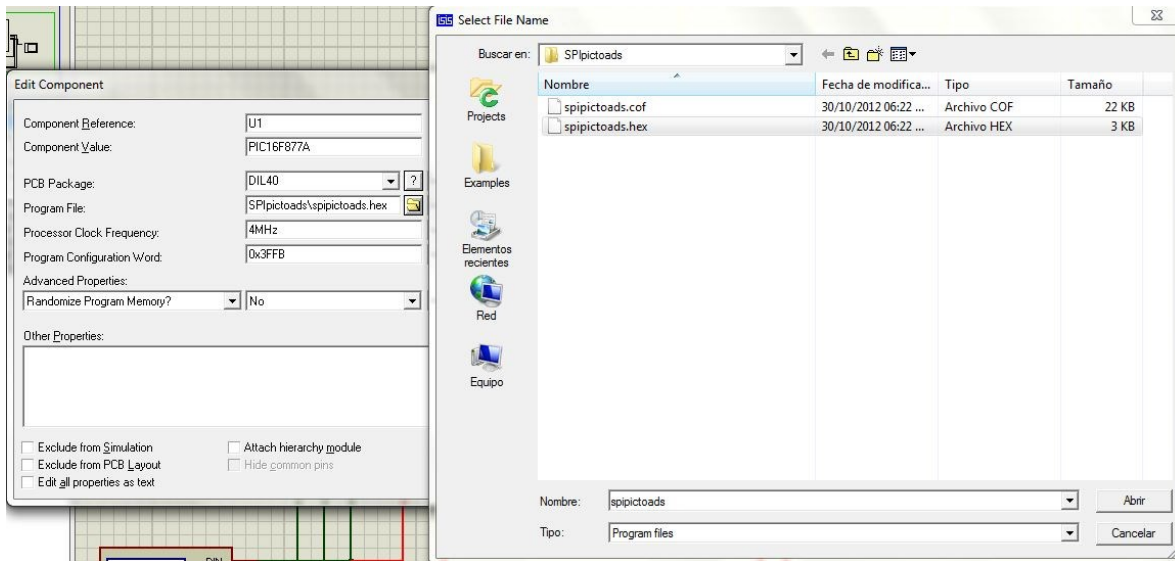 Edit Component
Component Reference: U1
Component Value: PIC16F877A
PCB Package: DIL40 ?
Program File: SPIpictoads\spipictoads.hex
Processor Clock Frequency: 4MHz
Program Configuration Word: 0x3FFB
Advanced Properties:
Randomize Program Memory? No
Other Properties:
Exclude from Simulation Attach hierarchy module
Exclude from PCB Layout Hide common pins
Edit all properties as text
DIN
ISIS Select File Name
Buscar en: SPIpictoads
Projects
Examples
Elementos
recientes
Red
Equipo
Nombre Fecha de modifica... Tipo Tamaño
spipictoads.cof 30/10/2012 06:22 ... Archivo COF 22 KB
spipictoads.hex 30/10/2012 06:22 ... Archivo HEX 3 KB
Nombre: spipictoads Abrir
Tipo: Program files Cancelar